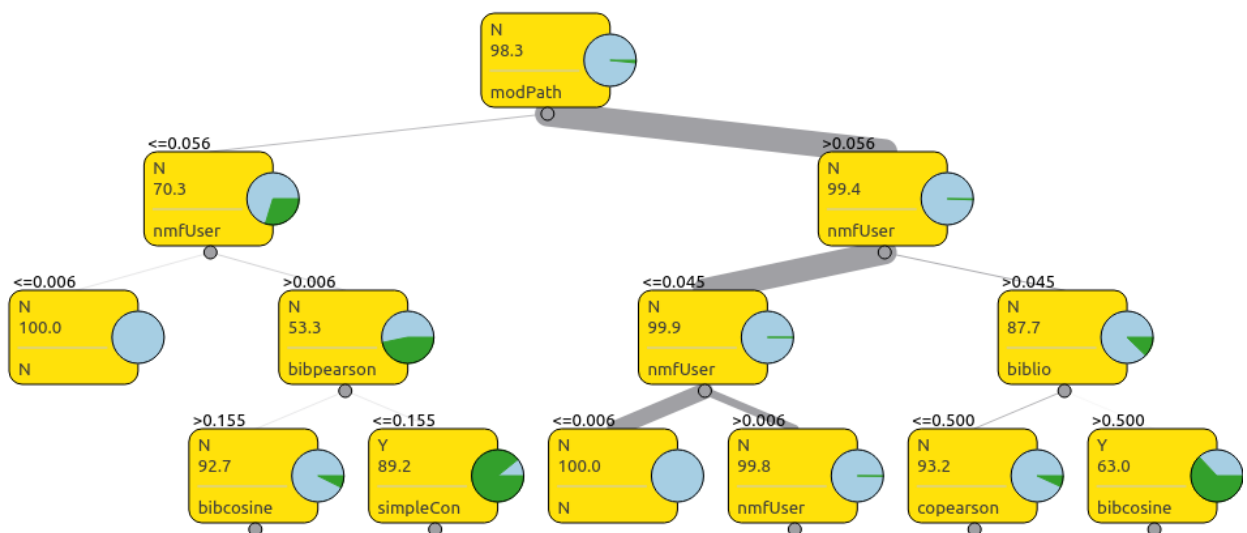 N
98.3
modPath
<=0.056
N
70.3
nmfUser
>0.056
N
99.4
nmfUser
<=0.006
N
100.0
N
>0.006
N
53.3
bibpearson
<=0.045
N
99.9
nmfUser
>0.045
N
87.7
biblio
>0.155
N
92.7
bibcosine
<=0.155
Y
89.2
simpleCon
<=0.006
N
100.0
N
>0.006
N
99.8
nmfUser
<=0.500
N
93.2
copearson
>0.500
Y
63.0
bibcosine